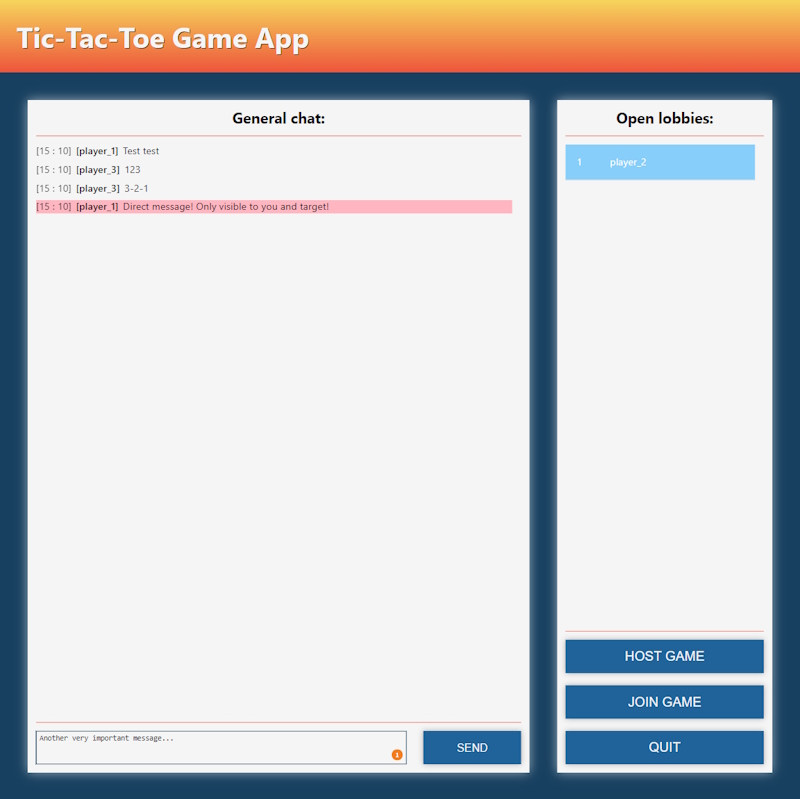 Tic-Tac-Toe Game App
General chat:
[15 : 10] [player_1] Test test
[15 : 10] [player_3] 123
[15 : 10] [player_3] 3-2-1
[15 : 10] [player_1] Direct message! Only visible to you and target!
Another very important message...
1
SEND
Open lobbies:
1 player_2
HOST GAME
JOIN GAME
QUIT